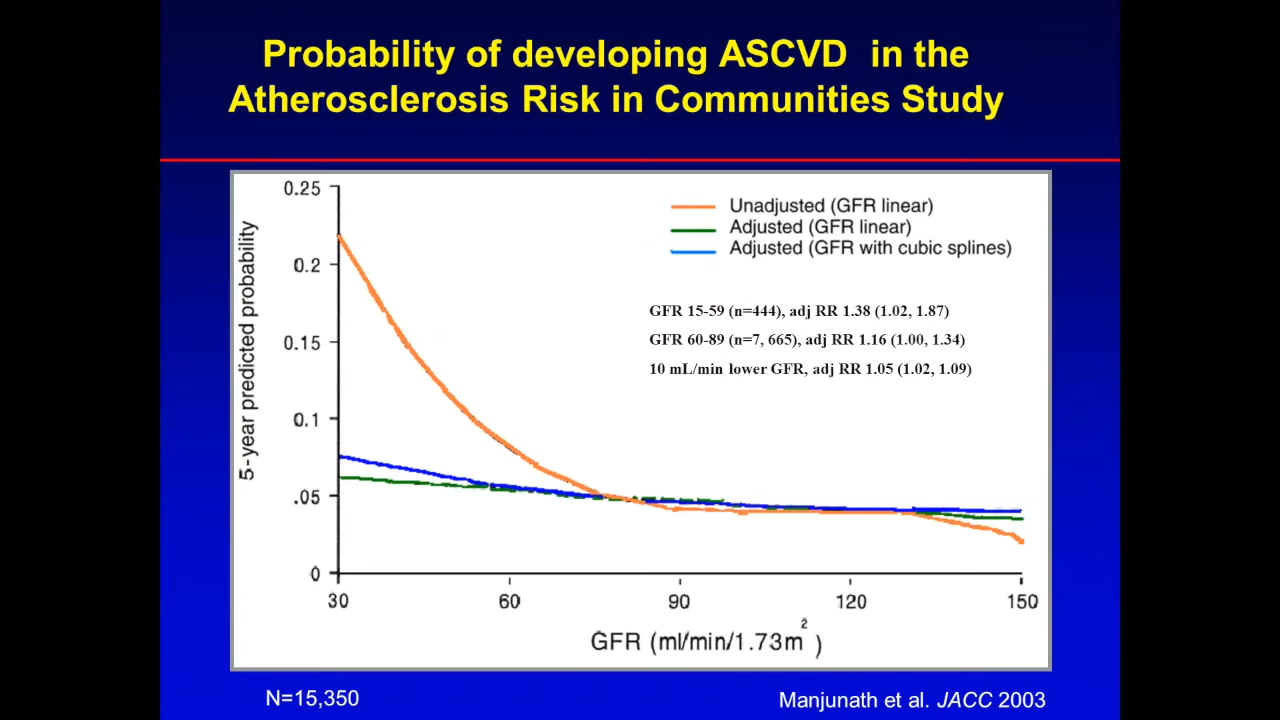 Probability of developing ASCVD in the
Atherosclerosis Risk in Communities Study
0.25
0.2
0.15
0.1
.05
0
5-year predicted probability
Unadjusted (GFR linear)
Adjusted (GFR linear)
Adjusted (GFR with cubic splines)
GFR 15-59 (n=444), adj RR 1.38 (1.02, 1.87)
GFR 60-89 (n=7, 665), adj RR 1.16 (1.00, 1.34)
10 mL/min lower GFR, adj RR 1.05 (1.02, 1.09)
30 60 90 120 150
GFR (ml/min/1.73m²)
N=15,350
Manjunath et al. JACC 2003